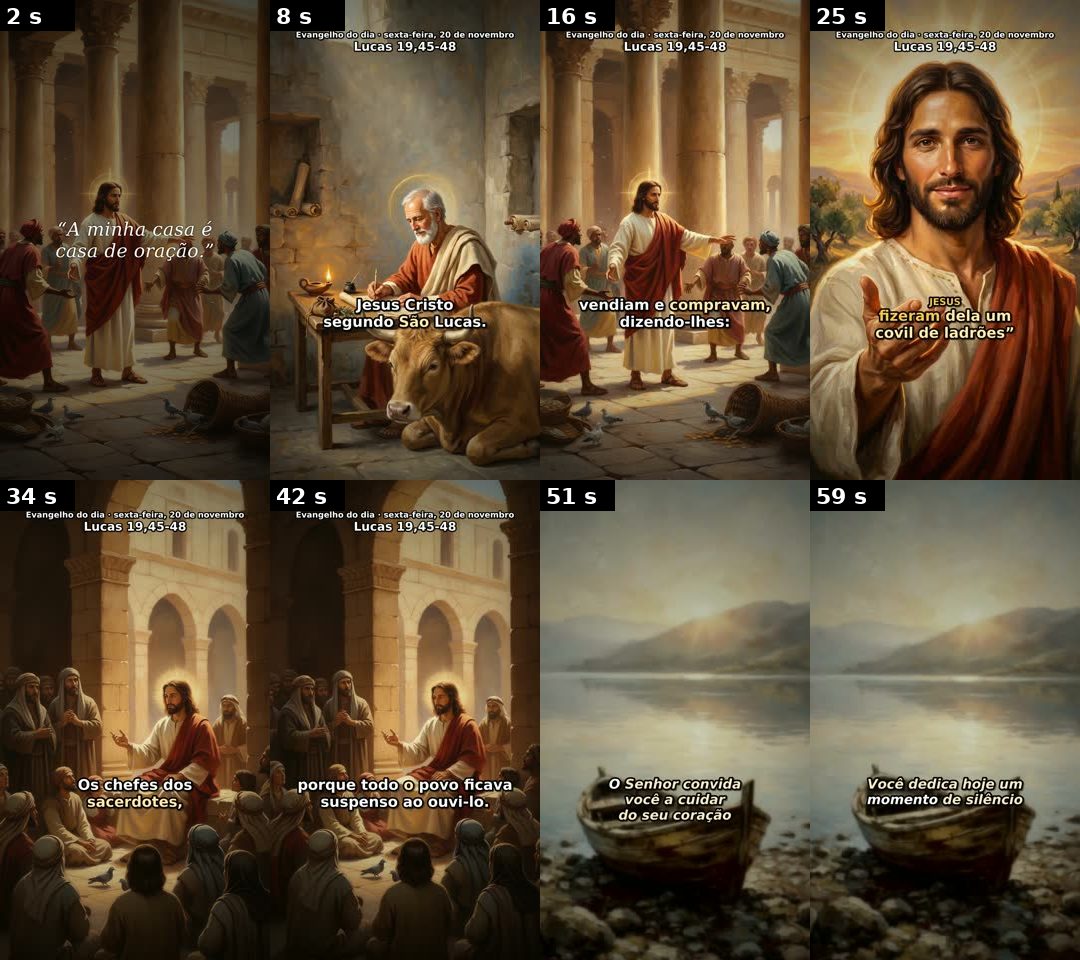 2 s
“A minha casa é
casa de oração.”
8 s
Evangelho do dia · sexta-feira, 20 de novembro
Lucas 19,45-48
Jesus Cristo
segundo São Lucas.
16 s
Evangelho do dia · sexta-feira, 20 de novembro
Lucas 19,45-48
vendiam e compravam,
dizendo-lhes:
25 s
Evangelho do dia · sexta-feira, 20 de novembro
Lucas 19,45-48
JESUS
fizeram dela um
covil de ladrões”
34 s
Evangelho do dia · sexta-feira, 20 de novembro
Lucas 19,45-48
Os chefes dos
sacerdotes,
42 s
Evangelho do dia · sexta-feira, 20 de novembro
Lucas 19,45-48
porque todo o povo ficava
suspenso ao ouvi-lo.
51 s
O Senhor convida
você a cuidar
do seu coração
59 s
Você dedica hoje um
momento de silêncio